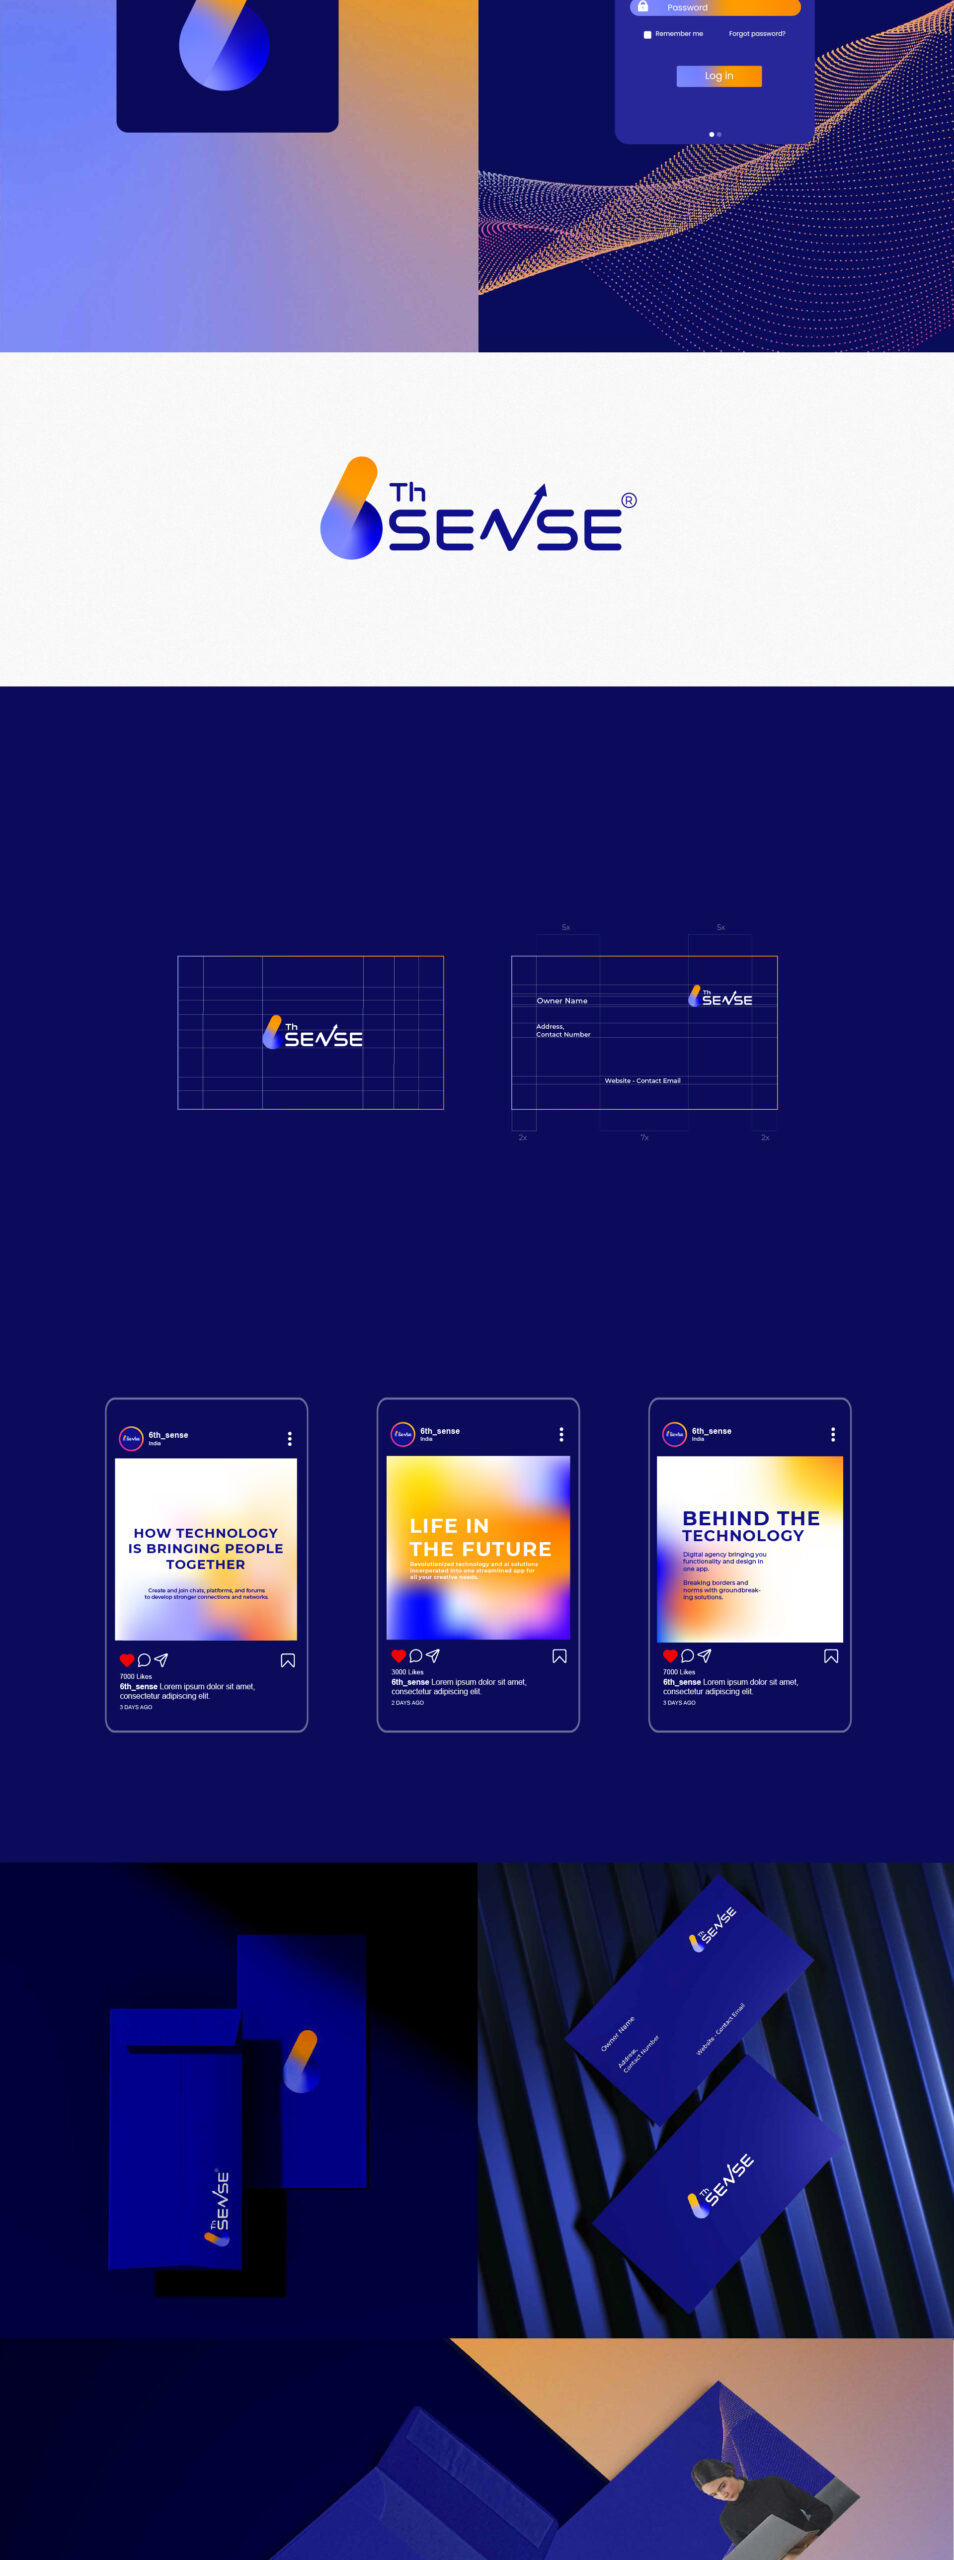 Password
Remember me
Forgot password?
Log in
Th
SENSE®
5x
5x
Th
SENSE
Owner Name
Th
SENSE
Address,
Contact Number
Website - Contact Email
2x
7x
2x
6th_sense
India
HOW TECHNOLOGY
IS BRINGING PEOPLE
TOGETHER
Create and join chats, platforms, and forums
to develop stronger connections and networks.
7000 Likes
6th_sense Lorem ipsum dolor sit amet,
consectetur adipiscing elit.
3 DAYS AGO
6th_sense
India
LIFE IN
THE FUTURE
Revolutionized technology and ai solutions
incorporated into one streamlined app for
all your creative needs.
3000 Likes
6th_sense Lorem ipsum dolor sit amet,
consectetur adipiscing elit.
2 DAYS AGO
6th_sense
India
BEHIND THE
TECHNOLOGY
Digital agency bringing you
functionality and design in
one app.
Breaking borders and
norms with groundbreak-
ing solutions.
7000 Likes
6th_sense Lorem ipsum dolor sit amet,
consectetur adipiscing elit.
3 DAYS AGO
Th
SENSE
Th
SENSE
Owner Name
Address,
Contact Number
Website - Contact Email
Th
SENSE